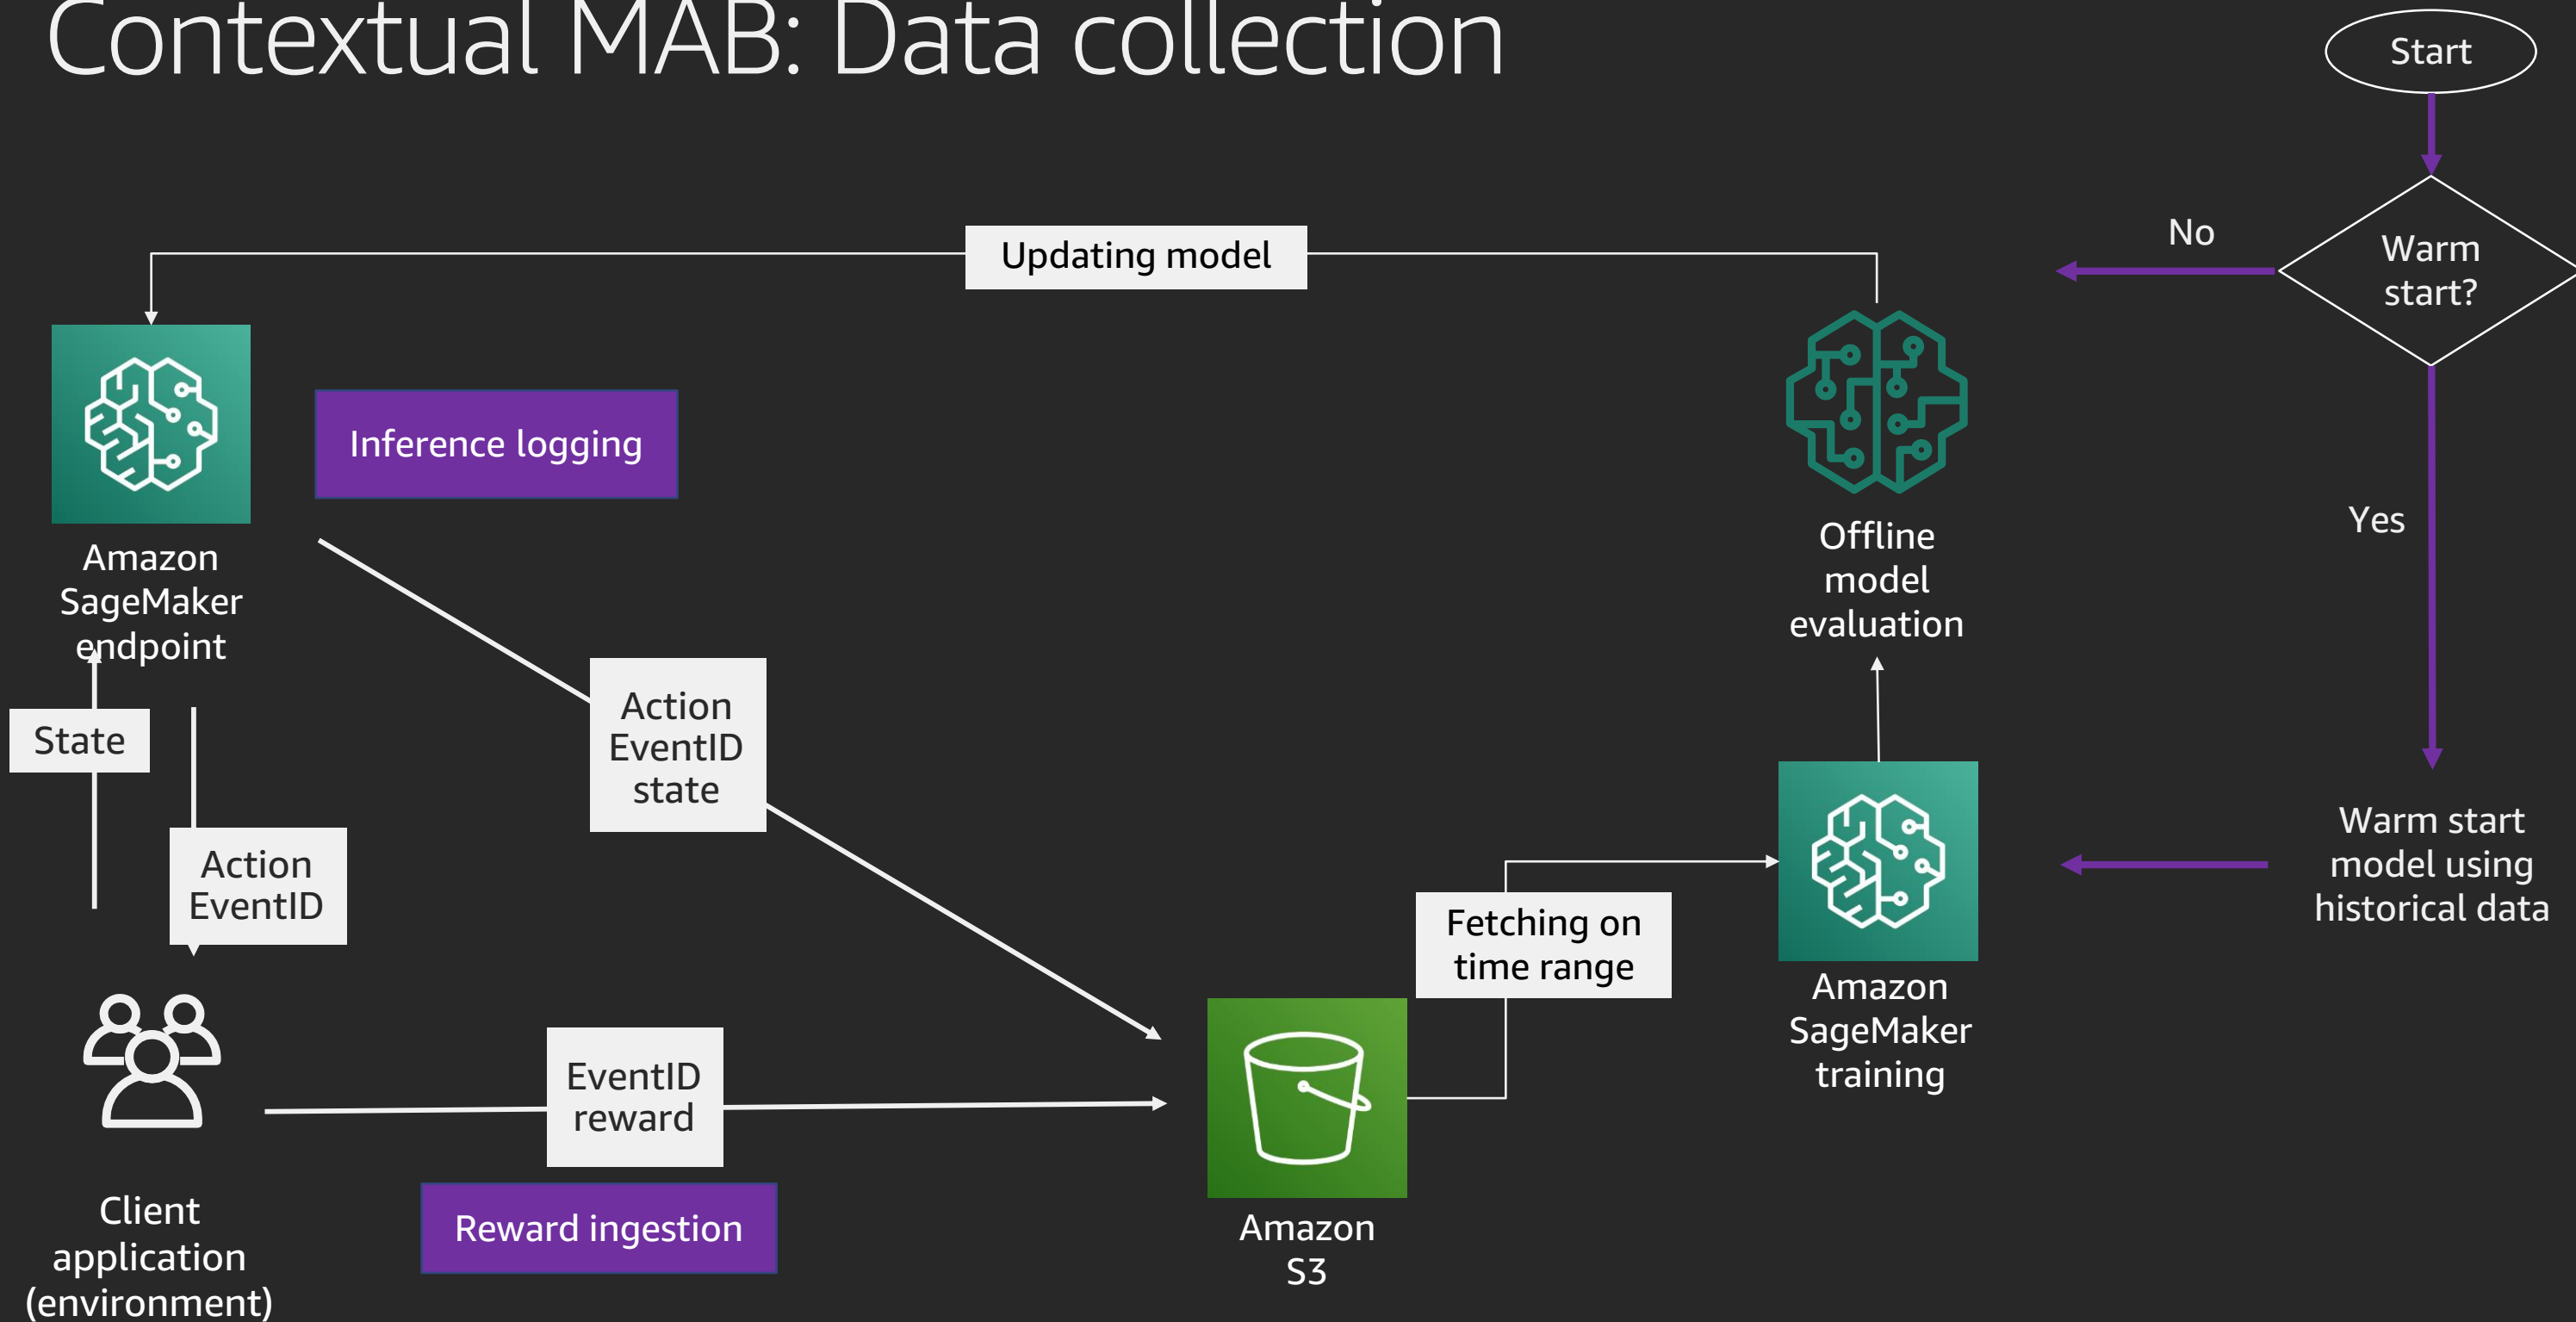 Contextual MAB: Data collection
Start
Warm
start?
No
Yes
Warm start
model using
historical data
Updating model
Amazon
SageMaker
endpoint
Inference logging
State
Action
EventID
Action
EventID
state
Client
application
(environment)
EventID
reward
Reward ingestion
Amazon
S3
Fetching on
time range
Amazon
SageMaker
training
Offline
model
evaluation